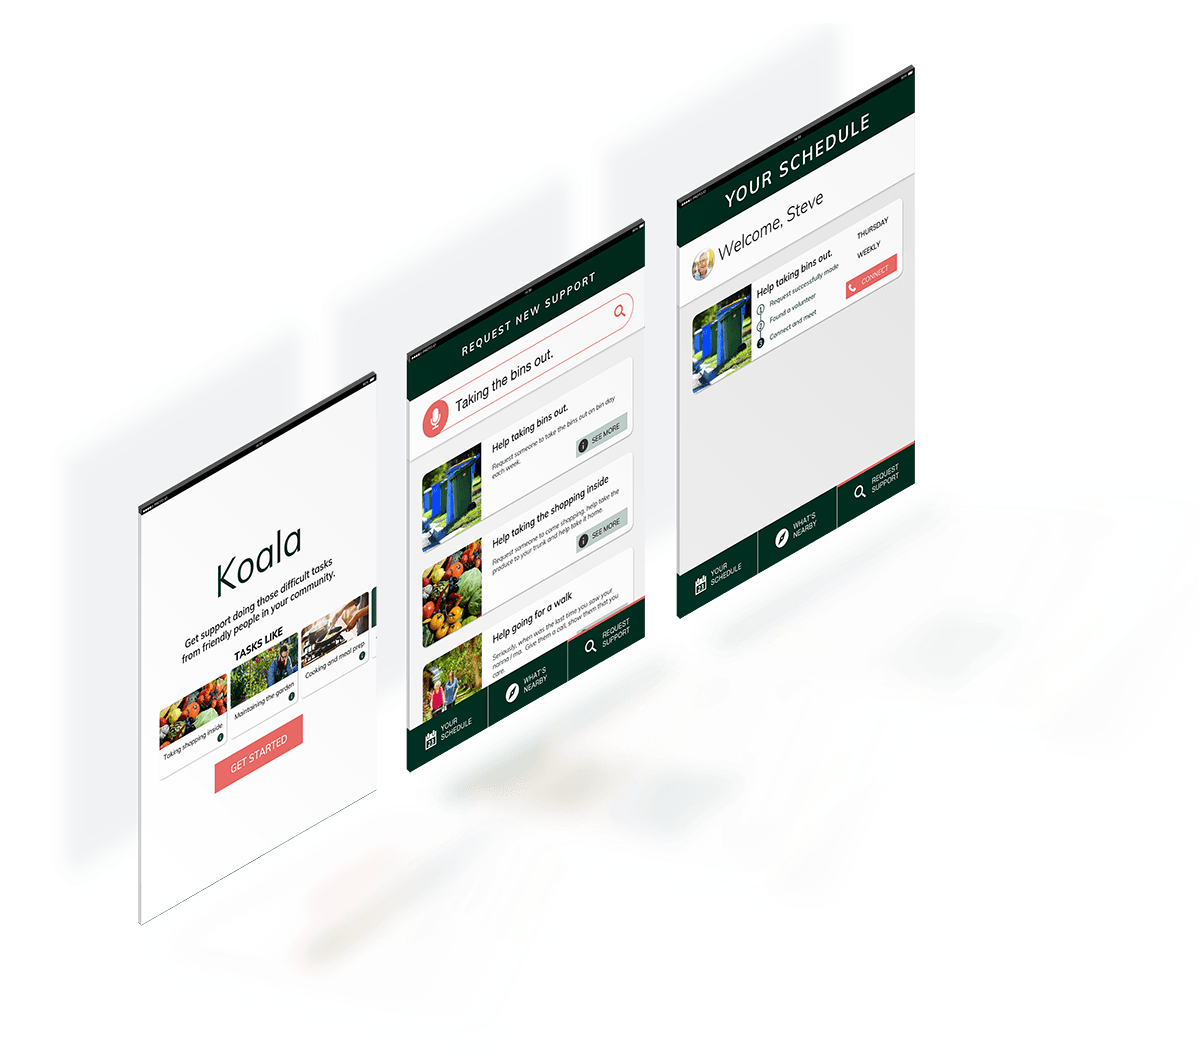 Koala
Get support doing those difficult tasks
from friendly people in your community.
TASKS LIKE
Taking shopping inside
Maintaining the garden
Cooking and meal prep
GET STARTED
REQUEST NEW SUPPORT
Taking the bins out.
Help taking bins out.
Request someone to take the bins out on bin day
each week.
SEE MORE
Help taking the shopping inside
Request someone to come shopping, help take the
produce to your trunk and help take it home.
SEE MORE
Help going for a walk
Seriously, when was the last time you saw your
nanna / ma. Give them a call, show them that you
care.
YOUR
SCHEDULE
WHAT'S
NEARBY
REQUEST
SUPPORT
YOUR SCHEDULE
Welcome, Steve
Help taking bins out.
1 Request successfully made
2 Found a volunteer
3 Connect and meet
THURSDAY
WEEKLY
CONNECT
YOUR
SCHEDULE
WHAT'S
NEARBY
REQUEST
SUPPORT